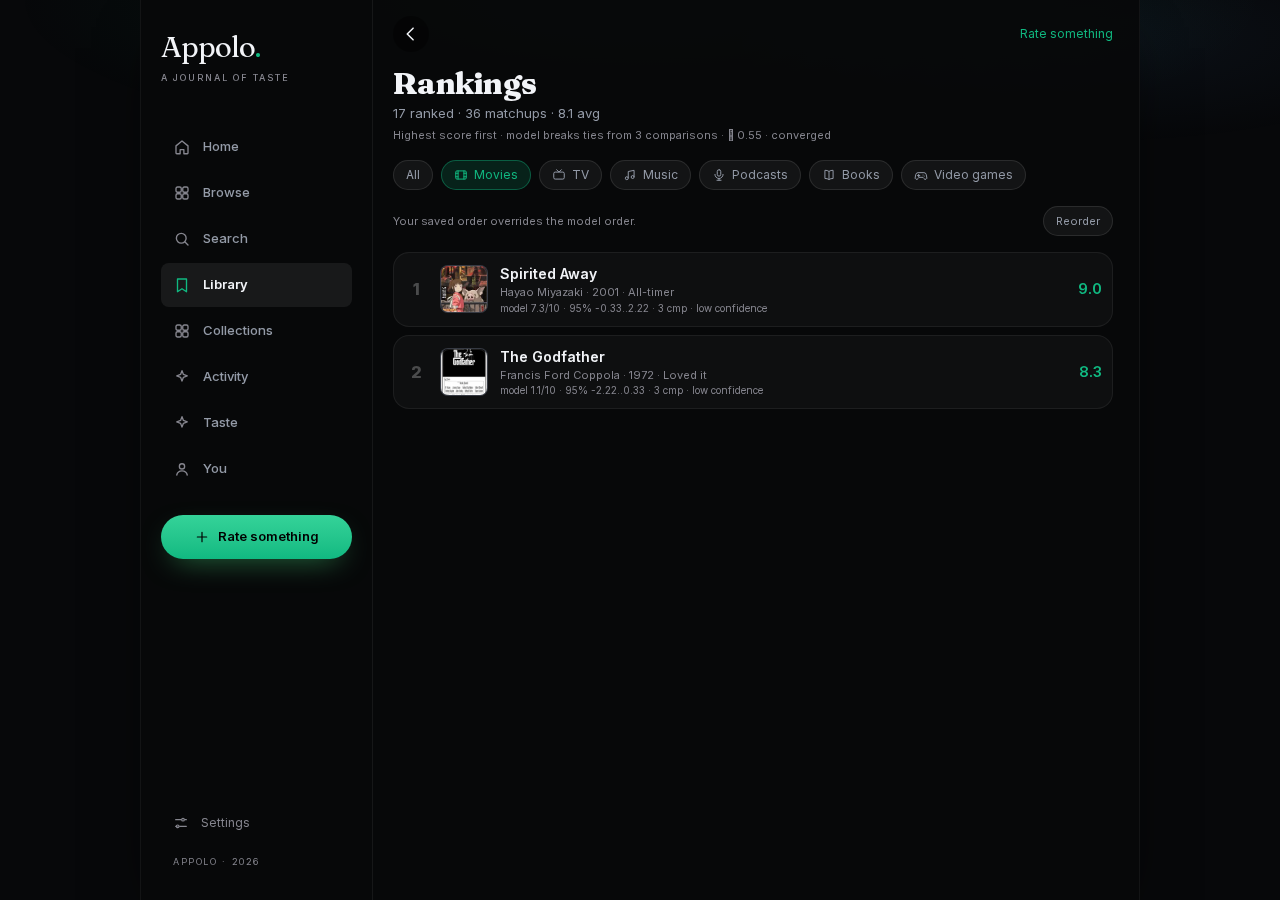 Appolo.
A JOURNAL OF TASTE
Home
Browse
Search
Library
Collections
Activity
Taste
You
Rate something
Settings
APPOLO · 2026
Rate something
Rankings
17 ranked · 36 matchups · 8.1 avg
Highest score first · model breaks ties from 3 comparisons · 0.55 · converged
All
Movies
TV
Music
Podcasts
Books
Video games
Your saved order overrides the model order.
Reorder
1
Spirited Away
Hayao Miyazaki · 2001 · All-timer
model 7.3/10 · 95% -0.33..2.22 · 3 cmp · low confidence
9.0
2
The Godfather
Francis Ford Coppola · 1972 · Loved it
model 1.1/10 · 95% -2.22..0.33 · 3 cmp · low confidence
8.3